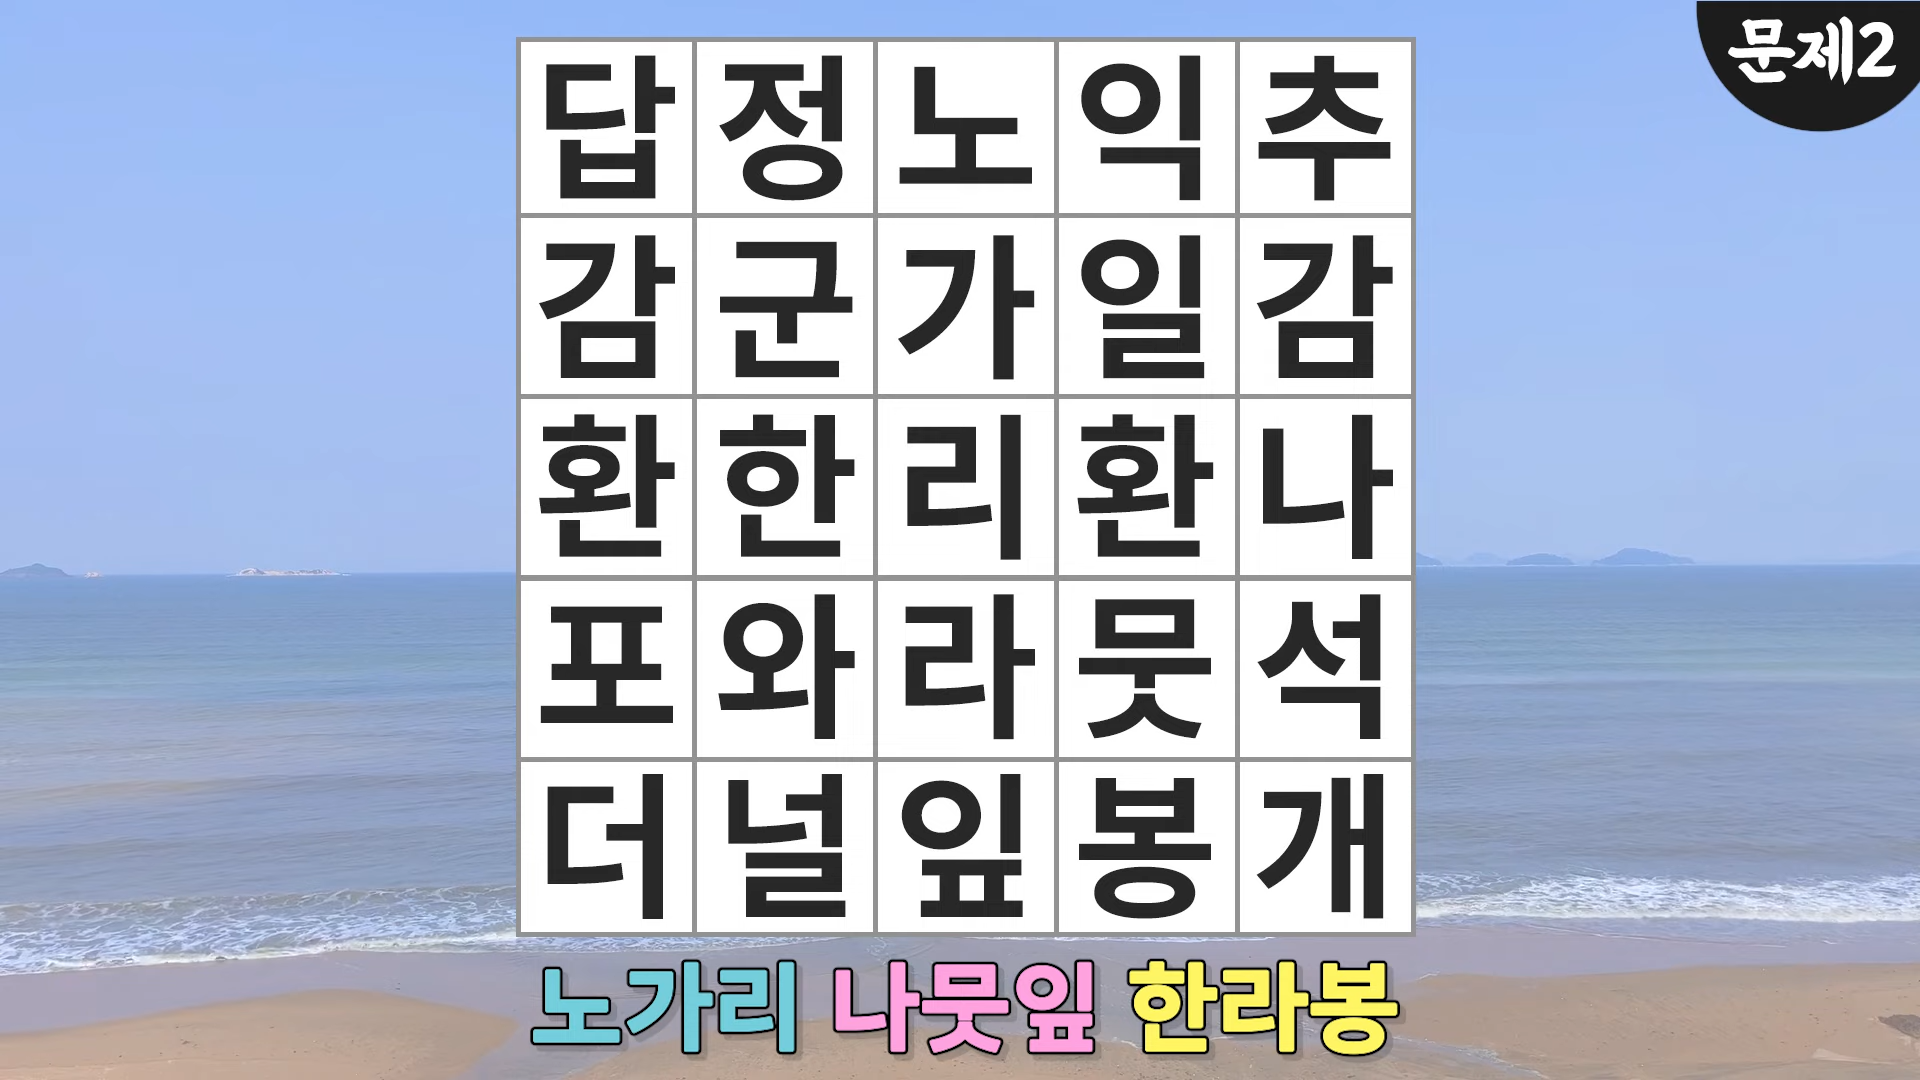 문제2
답 정 노 익 추
감 군 가 일 감
환 한 리 환 나
포 와 라 뭇 석
더 널 잎 봉 개
노가리 나뭇잎 한라봉